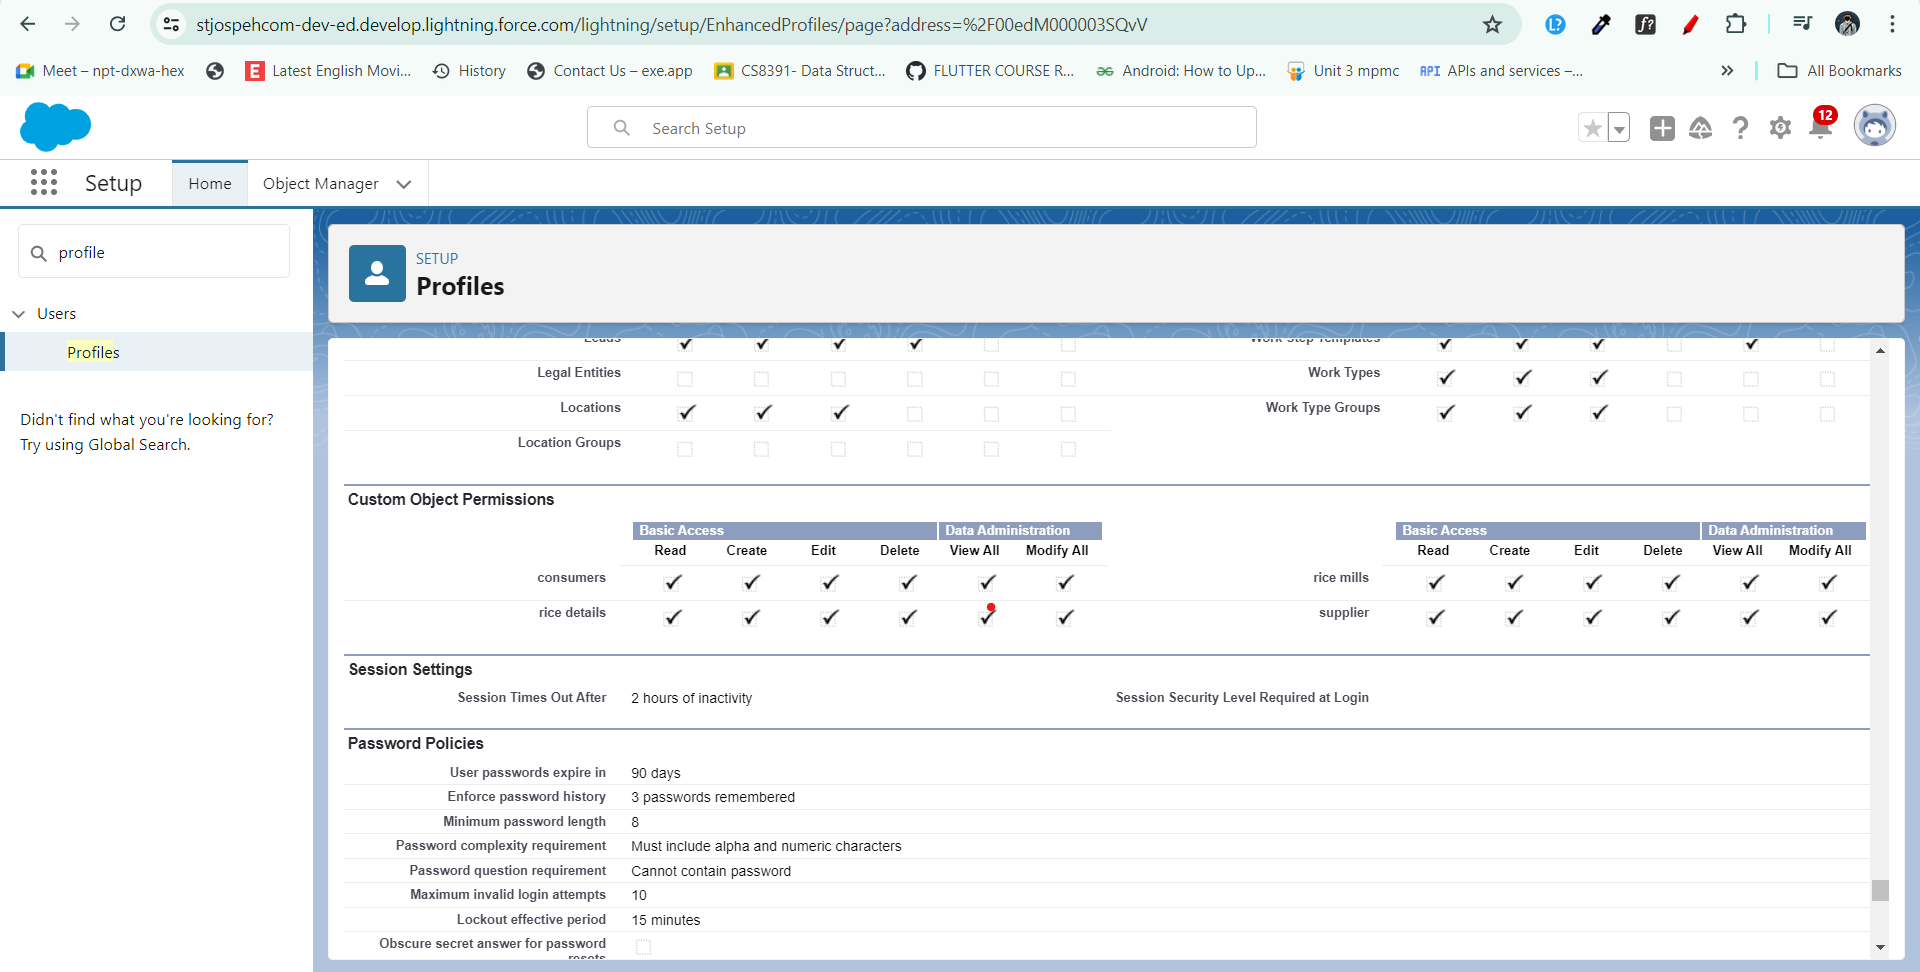 stjospehcom-dev-ed.develop.lightning.force.com/lightning/setup/EnhancedProfiles/page?address=%2F00edM000003SQvV
Meet – npt-dxwa-hex
Latest English Movi...
History
Contact Us – exe.app
CS8391- Data Struct...
FLUTTER COURSE R...
Android: How to Up...
Unit 3 mpmc
API APIs and services –...
All Bookmarks
Search Setup
12
Setup
Home
Object Manager
profile
Users
Profiles
Didn't find what you're looking for?
Try using Global Search.
SETUP
Profiles
Leads
Work Step Templates
Legal Entities
Work Types
Locations
Work Type Groups
Location Groups
Custom Object Permissions
Basic Access Data Administration
Basic Access Data Administration
Read Create Edit Delete View All Modify All
Read Create Edit Delete View All Modify All
consumers
rice mills
rice details
supplier
Session Settings
Session Times Out After 2 hours of inactivity
Session Security Level Required at Login
Password Policies
User passwords expire in 90 days
Enforce password history 3 passwords remembered
Minimum password length 8
Password complexity requirement Must include alpha and numeric characters
Password question requirement Cannot contain password
Maximum invalid login attempts 10
Lockout effective period 15 minutes
Obscure secret answer for password
resets